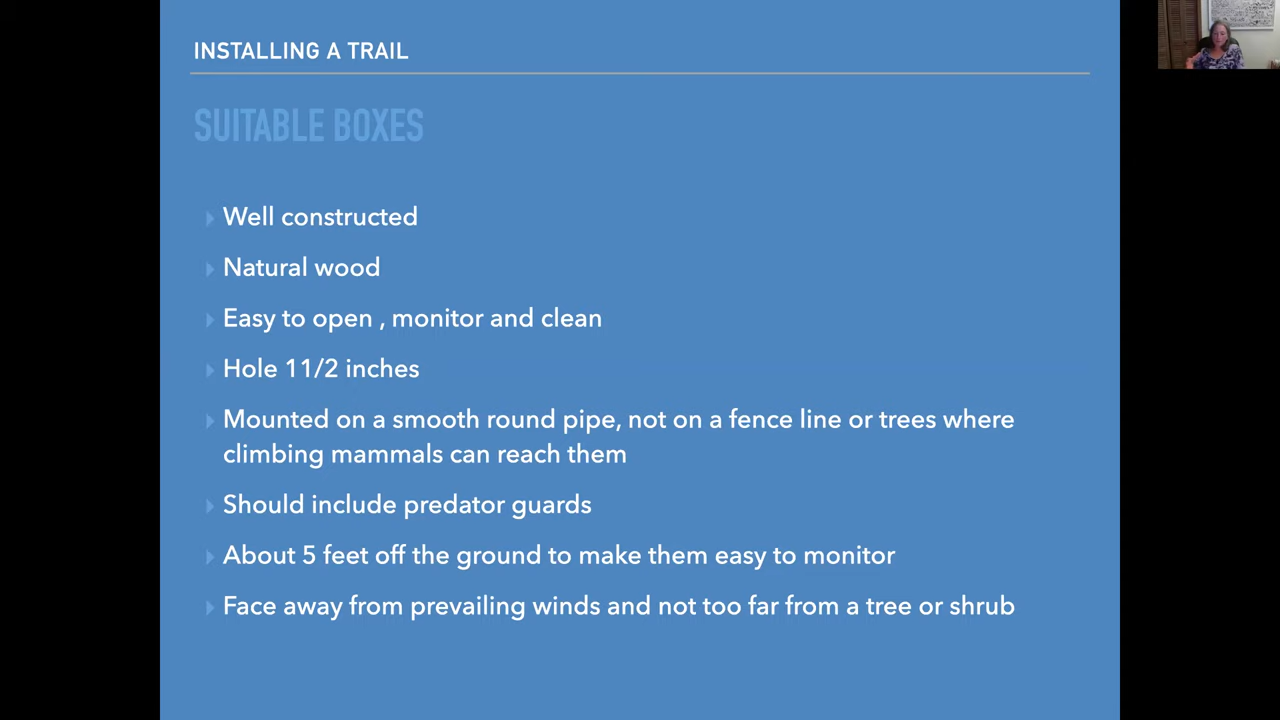 INSTALLING A TRAIL
SUITABLE BOXES
Well constructed
Natural wood
Easy to open , monitor and clean
Hole 11/2 inches
Mounted on a smooth round pipe, not on a fence line or trees where
climbing mammals can reach them
Should include predator guards
About 5 feet off the ground to make them easy to monitor
Face away from prevailing winds and not too far from a tree or shrub